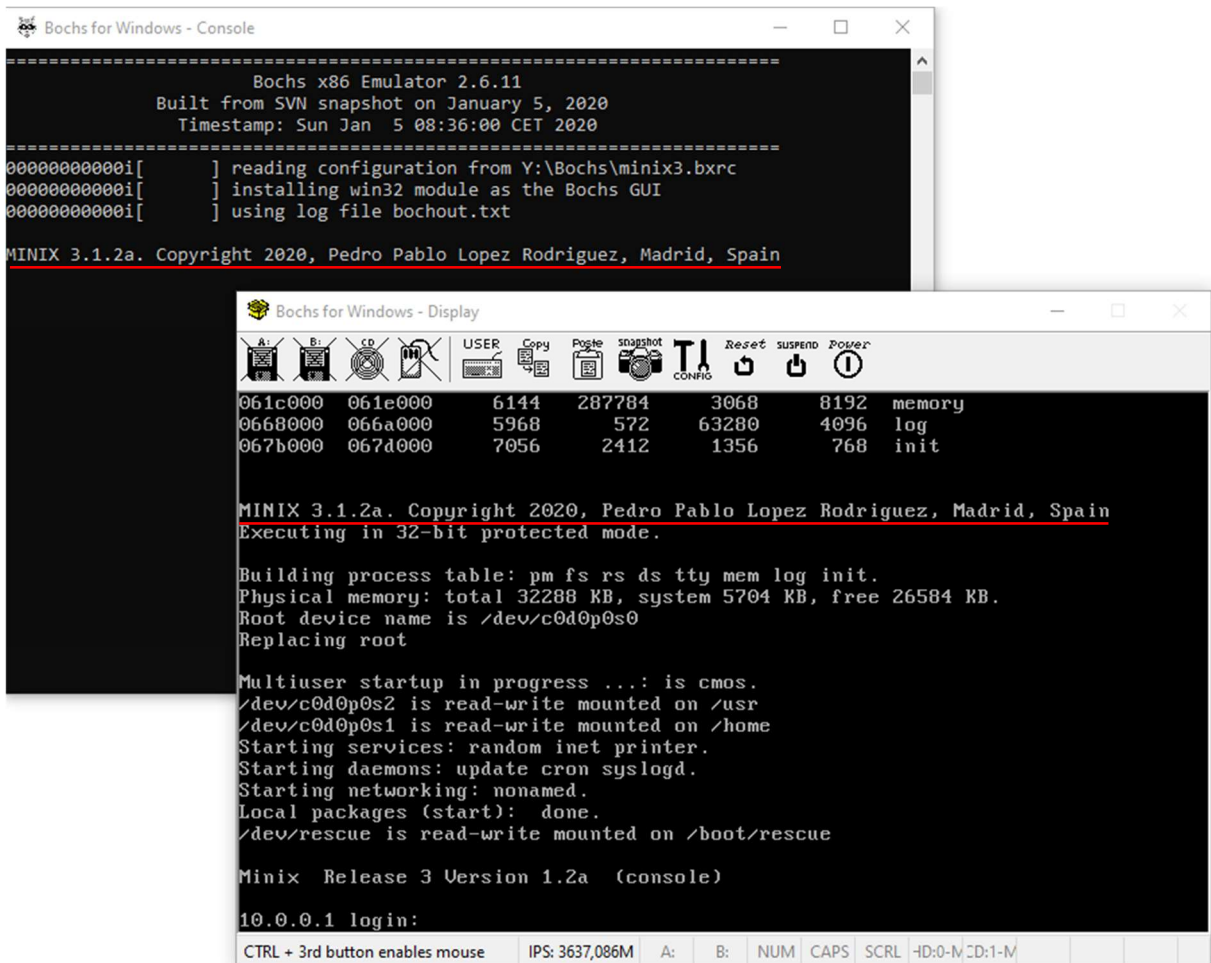 Bochs for Windows - Console
================================================================================
Bochs x86 Emulator 2.6.11
Built from SVN snapshot on January 5, 2020
Timestamp: Sun Jan  5 08:36:00 CET 2020
================================================================================
00000000000i[      ] reading configuration from Y:\Bochs\minix3.bxrc
00000000000i[      ] installing win32 module as the Bochs GUI
00000000000i[      ] using log file bochout.txt
MINIX 3.1.2a. Copyright 2020, Pedro Pablo Lopez Rodriguez, Madrid, Spain
Bochs for Windows - Display
A: B: CD USER Copy Paste snapshot CONFIG Reset SUSPEND Power
061c000 061e000 6144 287784 3068 8192 memory
0668000 066a000 5968 572 63280 4096 log
067b000 067d000 7056 2412 1356 768 init
MINIX 3.1.2a. Copyright 2020, Pedro Pablo Lopez Rodriguez, Madrid, Spain
Executing in 32-bit protected mode.
Building process table: pm fs rs ds tty mem log init.
Physical memory: total 32288 KB, system 5704 KB, free 26584 KB.
Root device name is /dev/c0d0p0s0
Replacing root
Multiuser startup in progress ...: is cmos.
/dev/c0d0p0s2 is read-write mounted on /usr
/dev/c0d0p0s1 is read-write mounted on /home
Starting services: random inet printer.
Starting daemons: update cron syslogd.
Starting networking: nonamed.
Local packages (start):  done.
/dev/rescue is read-write mounted on /boot/rescue
Minix  Release 3 Version 1.2a  (console)
10.0.0.1 login:
CTRL + 3rd button enables mouse IPS: 3637,086M A: B: NUM CAPS SCRL HD:0-M CD:1-M